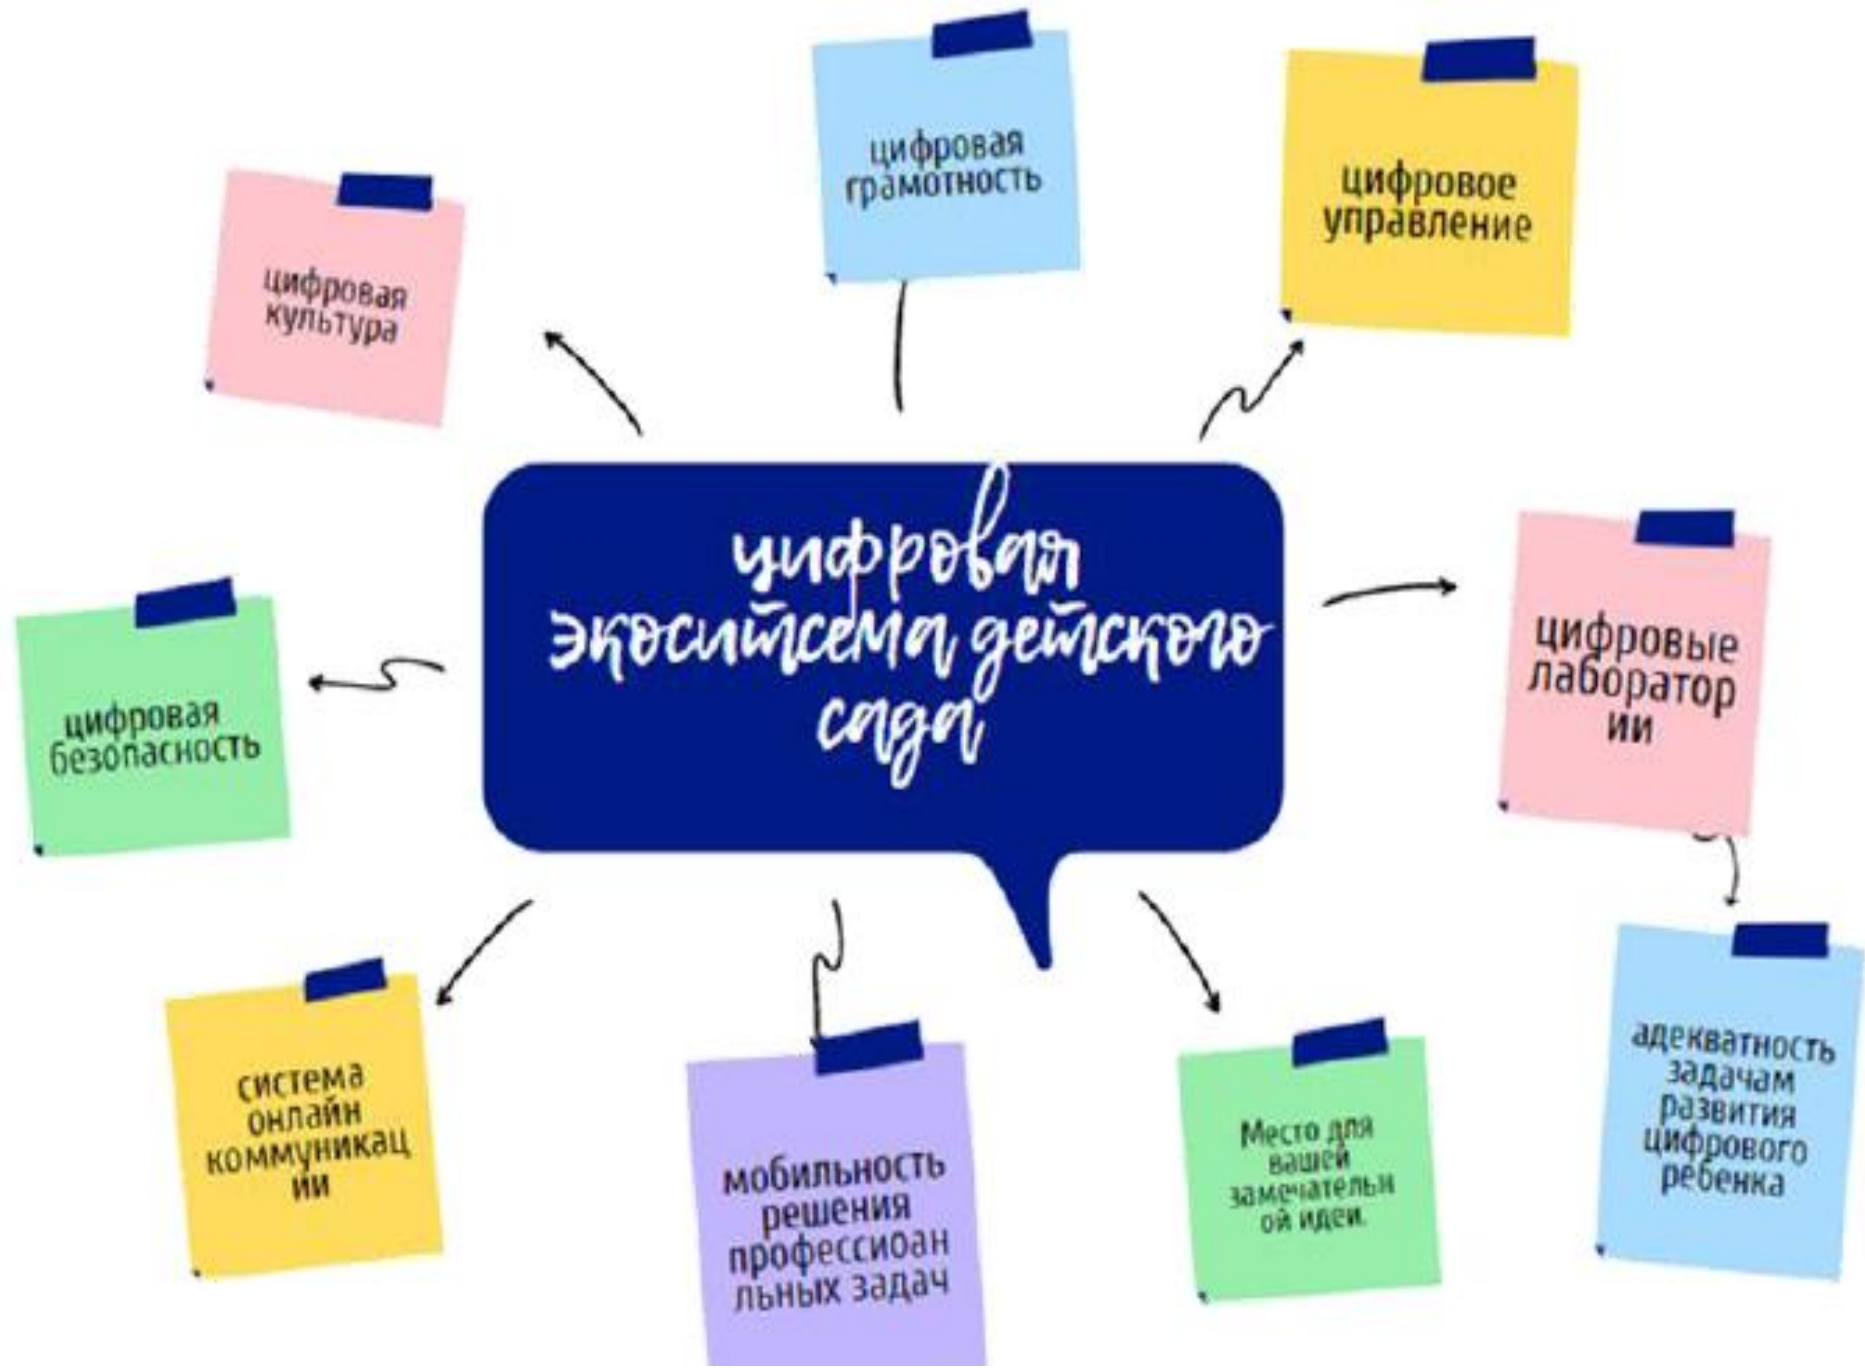 цифровая
грамотность
цифровое
управление
цифровая
культура
цифровая
экоситсема детского
сада
цифровые
лаборатор
ии
цифровая
безопасность
система
онлайн
коммуникац
ии
мобильность
решения
профессиоан
льных задач
Место для
вашей
замечательн
ой идеи.
адекватность
задачам
развития
цифрового
ребенка